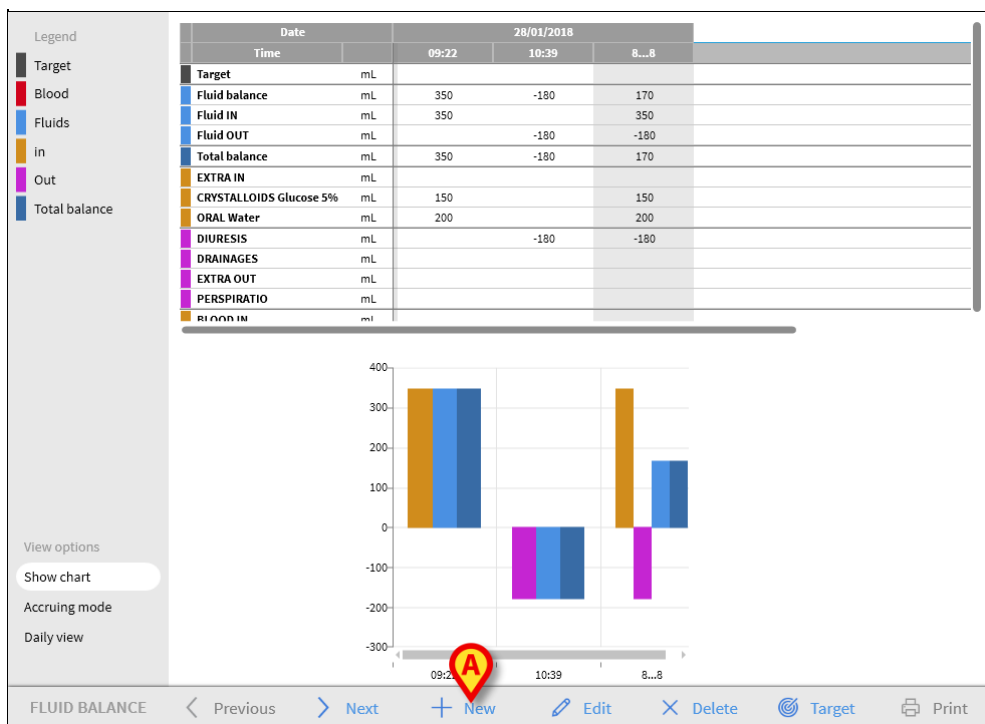 Legend
Target
Blood
Fluids
in
Out
Total balance
Date 28/01/2018
Time 09:22 10:39 8...8
Target mL
Fluid balance mL 350 -180 170
Fluid IN mL 350 350
Fluid OUT mL -180 -180
Total balance mL 350 -180 170
EXTRA IN mL
CRYSTALLOIDS Glucose 5% mL 150 150
ORAL Water mL 200 200
DIURESIS mL -180 -180
DRAINAGES mL
EXTRA OUT mL
PERSPIRATIO mL
BLOOD IN mL
400
300
200
100
0
-100
-200
-300
09:22 10:39 8...8
View options
Show chart
Accruing mode
Daily view
A
FLUID BALANCE Previous Next New Edit Delete Target Print